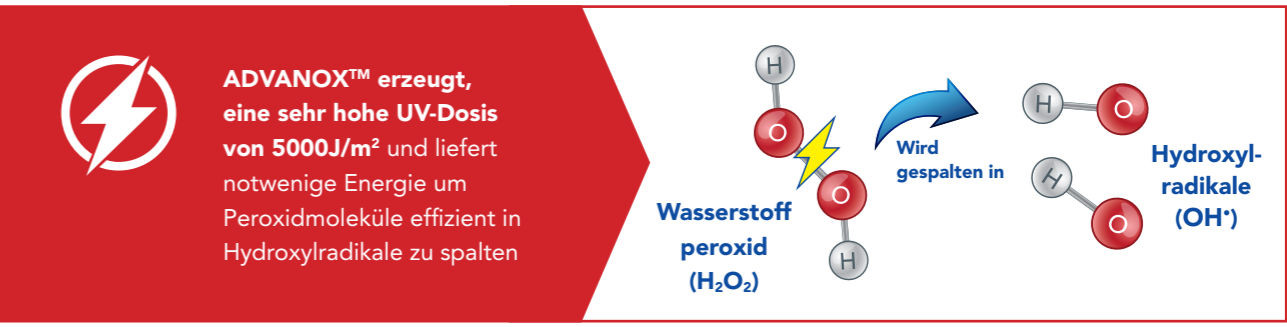 ADVANOX™ erzeugt,
eine sehr hohe UV-Dosis
von 5000J/m² und liefert
notwenige Energie um
Peroxidmoleküle effizient in
Hydroxylradikale zu spalten
H
O
O
H
Wasserstoff
peroxid
(H₂O₂)
Wird
gespalten in
H
O
H
O
Hydroxyl-
radikale
(OH•)